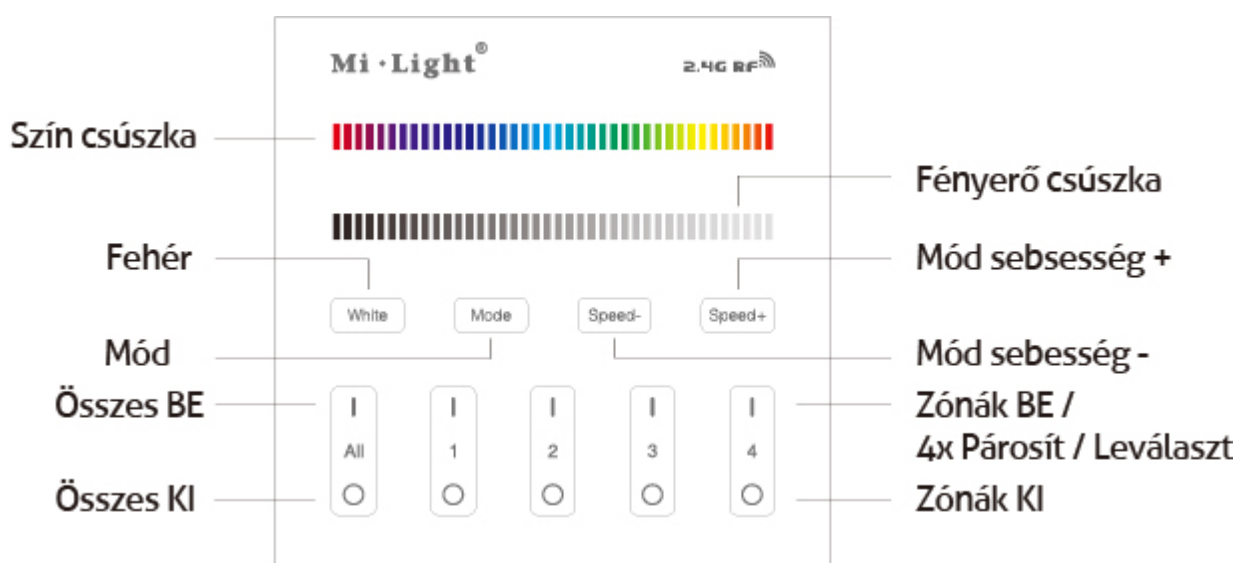 Mi·Light®
2.4G RF
Szín csúszka
Fényerő csúszka
Fehér
Mód sebsesség +
White
Mode
Speed-
Speed+
Mód
Mód sebesség -
Összes BE
Zónák BE /
4x Párosít / Leválaszt
All
1
2
3
4
Összes KI
Zónák KI